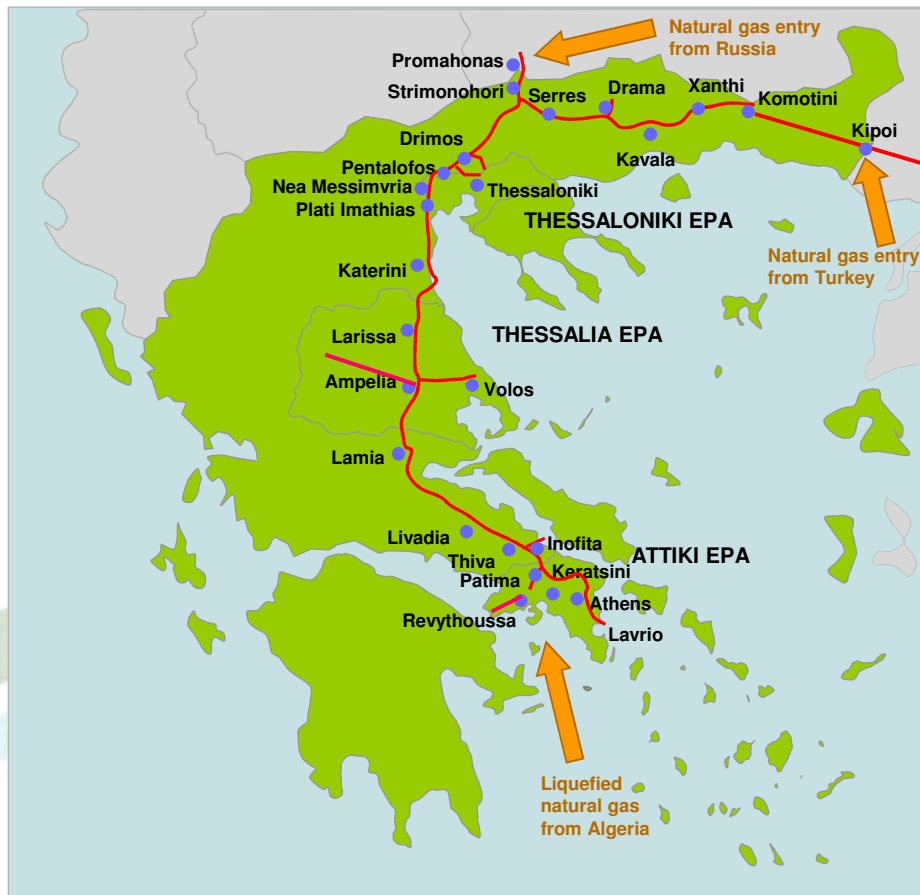 Natural gas entry
from Russia
Promahonas
Strimonohori
Serres
Drama
Xanthi
Komotini
Kipoi
Drimos
Kavala
Pentalofos
Nea Messimvria
Thessaloniki
Plati Imathias
THESSALONIKI EPA
Natural gas entry
from Turkey
Katerini
Larissa
THESSALIA EPA
Ampelia
Volos
Lamia
Livadia
Inofita
ATTIKI EPA
Thiva
Keratsini
Patima
Athens
Revythoussa
Lavrio
Liquefied
natural gas
from Algeria